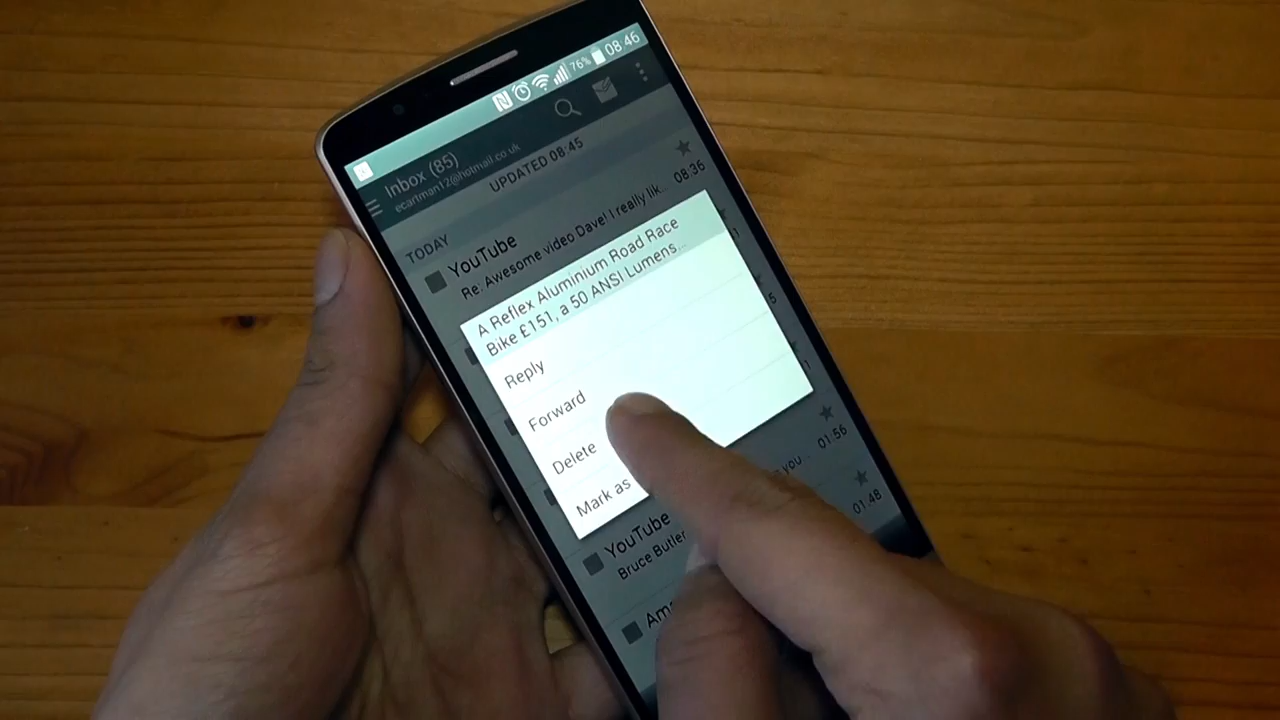 76% 08:46
Inbox (85)
ecartman12@hotmail.co.uk
UPDATED 08:45
TODAY
YouTube
08:36
Re: Awesome video Dave! I really lik..
A Reflex Aluminium Road Race
Bike £151, a 50 ANSI Lumens...
Reply
Forward
Delete
Mark as
you ..
01:56
YouTube
01:48
Bruce Butler